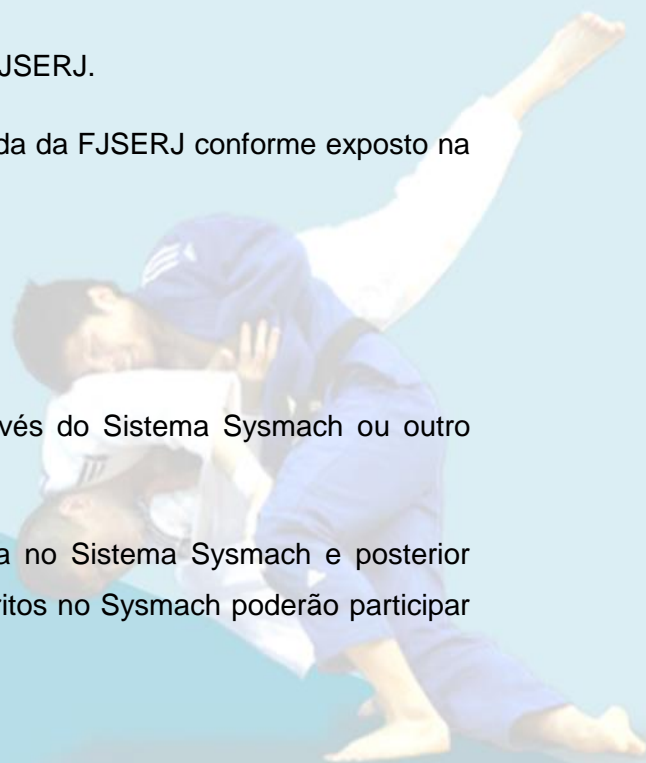 JSERJ.
da da FJSERJ conforme exposto na
vés do Sistema Sysmach ou outro
a no Sistema Sysmach e posterior
itos no Sysmach poderão participar